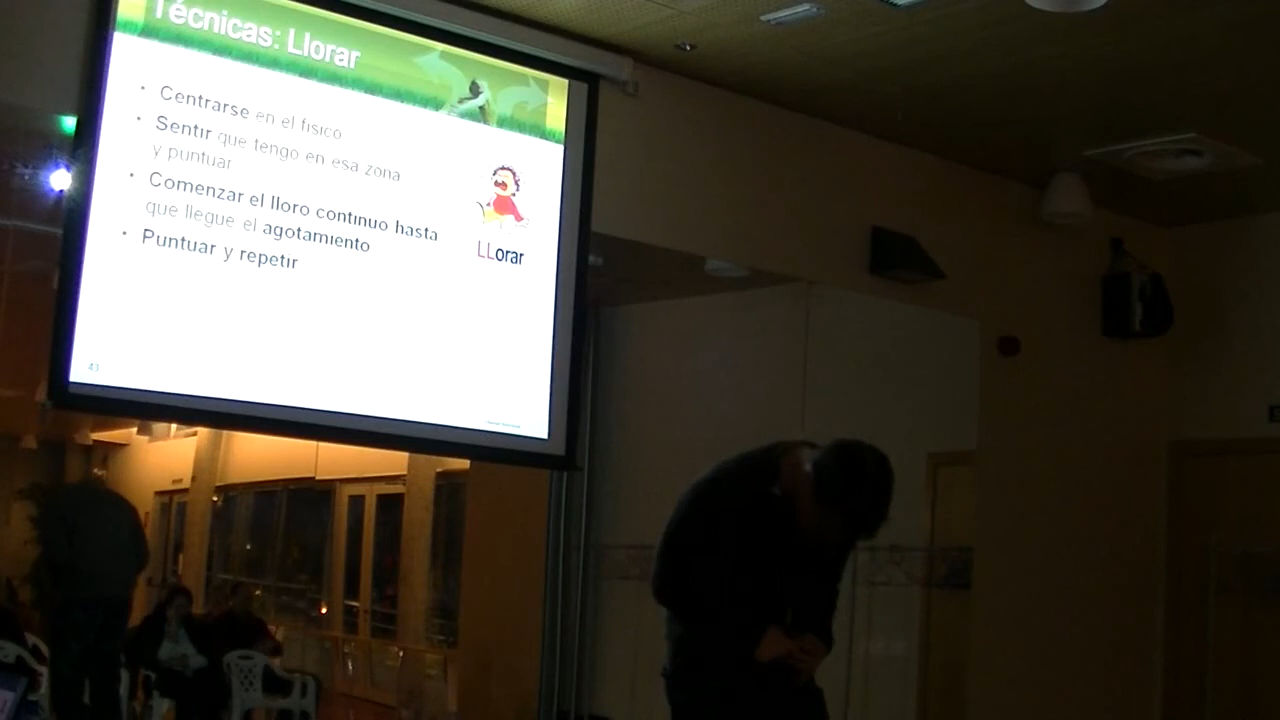 Técnicas: Llorar
• Centrarse en el físico
• Sentir que tengo en esa zona
y puntuar
• Comenzar el lloro continuo hasta
que llegue el agotamiento
• Puntuar y repetir
LLorar
43